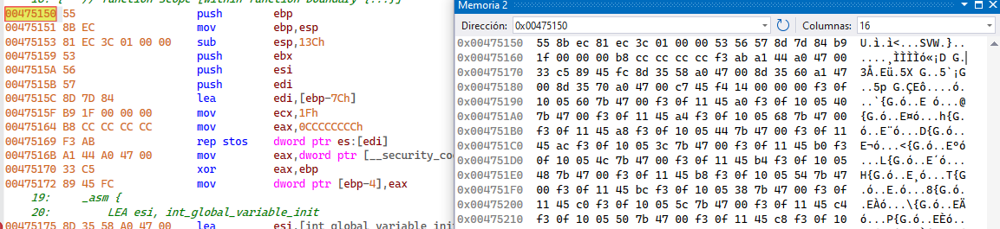 18: { // function scope [within function boundary {...}]
00475150 55 push ebp
00475151 8B EC mov ebp,esp
00475153 81 EC 3C 01 00 00 sub esp,13Ch
00475159 53 push ebx
0047515A 56 push esi
0047515B 57 push edi
0047515C 8D 7D 84 lea edi,[ebp-7Ch]
0047515F B9 1F 00 00 00 mov ecx,1Fh
00475164 B8 CC CC CC CC mov eax,0CCCCCCCCh
00475169 F3 AB rep stos dword ptr es:[edi]
0047516B A1 44 A0 47 00 mov eax,dword ptr [__security_coo
00475170 33 C5 xor eax,ebp
00475172 89 45 FC mov dword ptr [ebp-4],eax
19: _asm {
20: LEA esi, int_global_variable_init
00475175 8D 35 58 A0 47 00 lea esi,[int_global_variable_ini
Memoria 2
Dirección: 0x00475150 Columnas: 16
0x00475150 55 8b ec 81 ec 3c 01 00 00 53 56 57 8d 7d 84 b9 U.ì.ì<...SVW.}..
0x00475160 1f 00 00 00 b8 cc cc cc cc f3 ab a1 44 a0 47 00 ....¸ÌÌÌÌó«¡D G.
0x00475170 33 c5 89 45 fc 8d 35 58 a0 47 00 8d 35 60 a1 47 3Å.Eü.5X G..5`¡G
0x00475180 00 8d 35 70 a0 47 00 c7 45 f4 14 00 00 00 f3 0f ..5p G.ÇEô....ó.
0x00475190 10 05 60 7b 47 00 f3 0f 11 45 a0 f3 0f 10 05 40 ..`{G.ó..E ó...@
0x004751A0 7b 47 00 f3 0f 11 45 a4 f3 0f 10 05 68 7b 47 00 {G.ó..E¤ó...h{G.
0x004751B0 f3 0f 11 45 a8 f3 0f 10 05 44 7b 47 00 f3 0f 11 ó..E¨ó...D{G.ó..
0x004751C0 45 ac f3 0f 10 05 3c 7b 47 00 f3 0f 11 45 b0 f3 E¬ó...<{G.ó..E°ó
0x004751D0 0f 10 05 4c 7b 47 00 f3 0f 11 45 b4 f3 0f 10 05 ...L{G.ó..E´ó...
0x004751E0 48 7b 47 00 f3 0f 11 45 b8 f3 0f 10 05 54 7b 47 H{G.ó..E¸ó...T{G
0x004751F0 00 f3 0f 11 45 bc f3 0f 10 05 38 7b 47 00 f3 0f .ó..E.ó...8{G.ó.
0x00475200 11 45 c0 f3 0f 10 05 5c 7b 47 00 f3 0f 11 45 c4 .EÀó...\{G.ó..EÄ
0x00475210 f3 0f 10 05 50 7b 47 00 f3 0f 11 45 c8 f3 0f 10 ó...P{G.ó..EÈó..